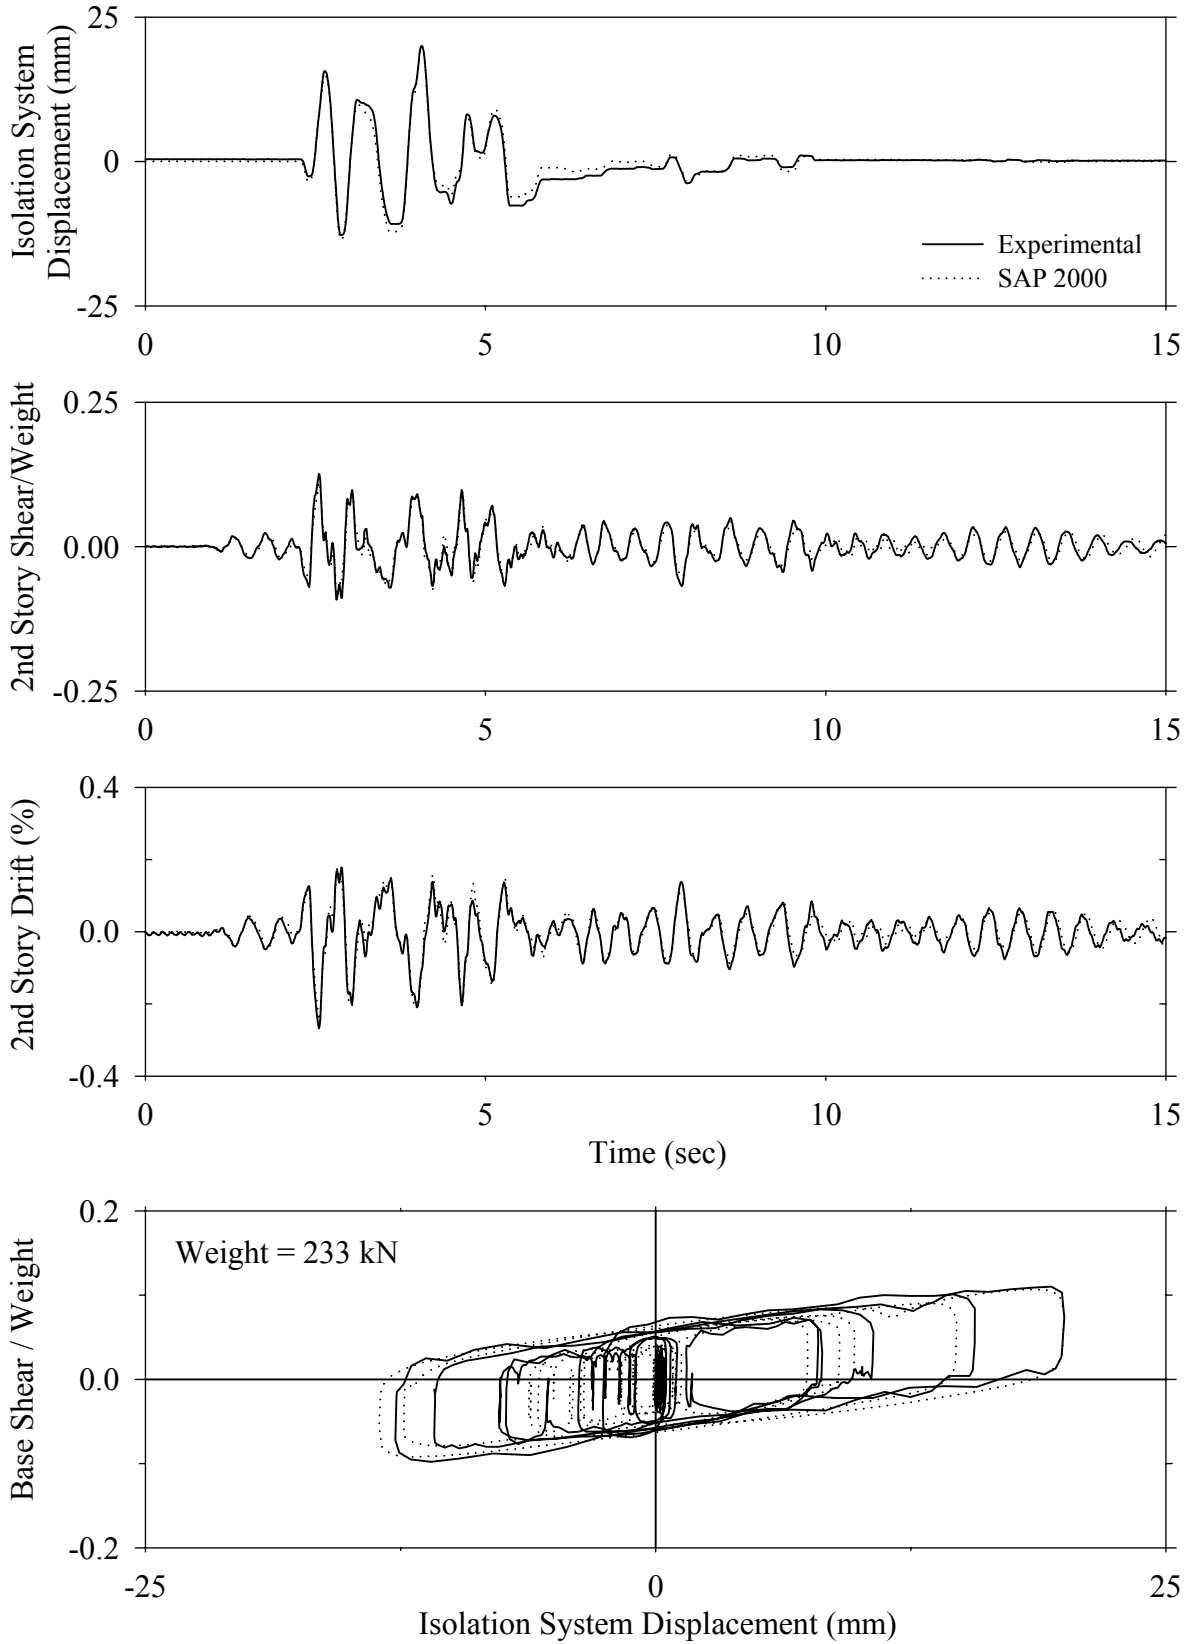 Isolation System
Displacement (mm)
25
0
-25
Experimental
SAP 2000
0 5 10 15
2nd Story Shear/Weight
0.25
0.00
-0.25
0 5 10 15
2nd Story Drift (%)
0.4
0.0
-0.4
0 5 10 15
Time (sec)
Base Shear / Weight
0.2
0.0
-0.2
Weight = 233 kN
-25 0 25
Isolation System Displacement (mm)